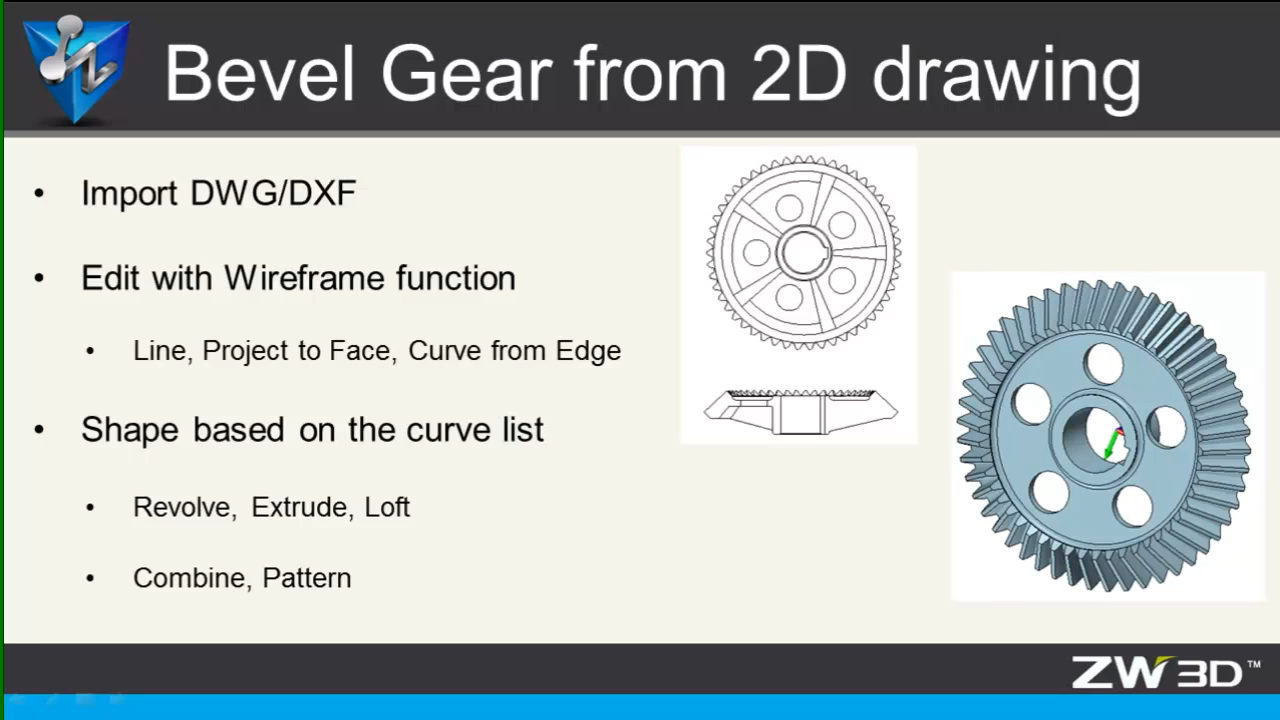 Bevel Gear from 2D drawing
• Import DWG/DXF
• Edit with Wireframe function
• Line, Project to Face, Curve from Edge
• Shape based on the curve list
• Revolve, Extrude, Loft
• Combine, Pattern
ZW3D™